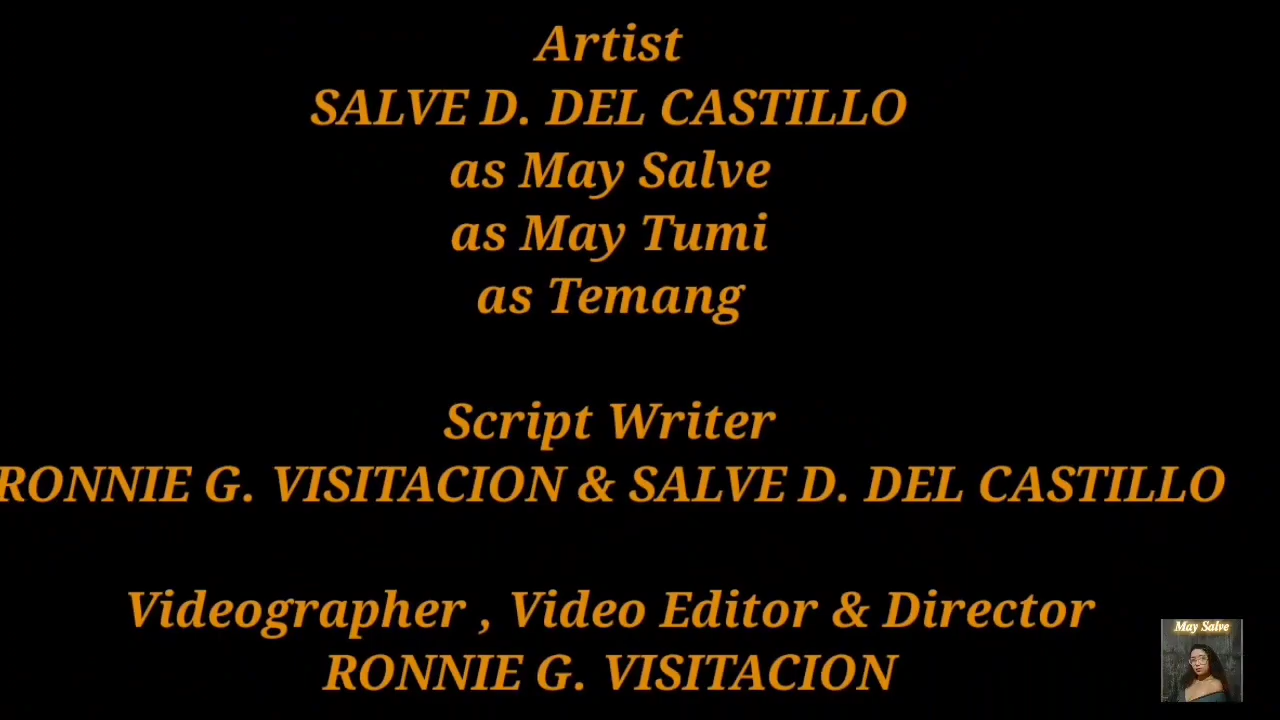 Artist
SALVE D. DEL CASTILLO
as May Salve
as May Tumi
as Temang
Script Writer
RONNIE G. VISITACION & SALVE D. DEL CASTILLO
Videographer , Video Editor & Director
RONNIE G. VISITACION
May Salve